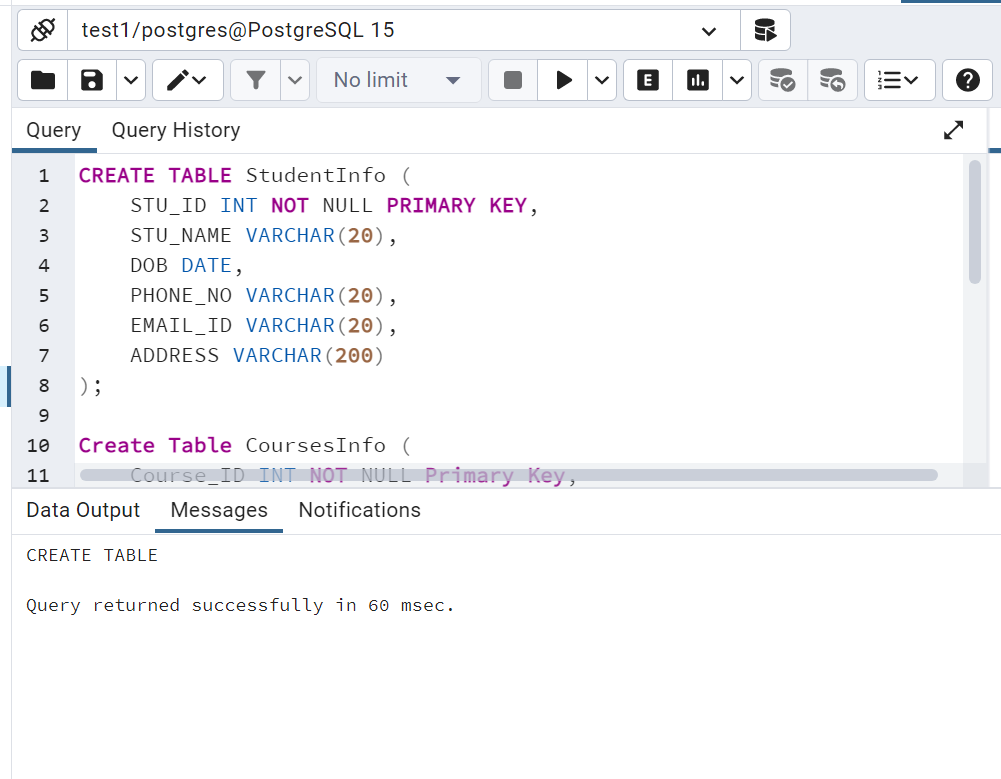 test1/postgres@PostgreSQL 15
No limit
E
Query Query History
1 CREATE TABLE StudentInfo (
2 STU_ID INT NOT NULL PRIMARY KEY,
3 STU_NAME VARCHAR(20),
4 DOB DATE,
5 PHONE_NO VARCHAR(20),
6 EMAIL_ID VARCHAR(20),
7 ADDRESS VARCHAR(200)
8 );
9
10 Create Table CoursesInfo (
11 Course_ID INT NOT NULL Primary Key,
Data Output Messages Notifications
CREATE TABLE
Query returned successfully in 60 msec.